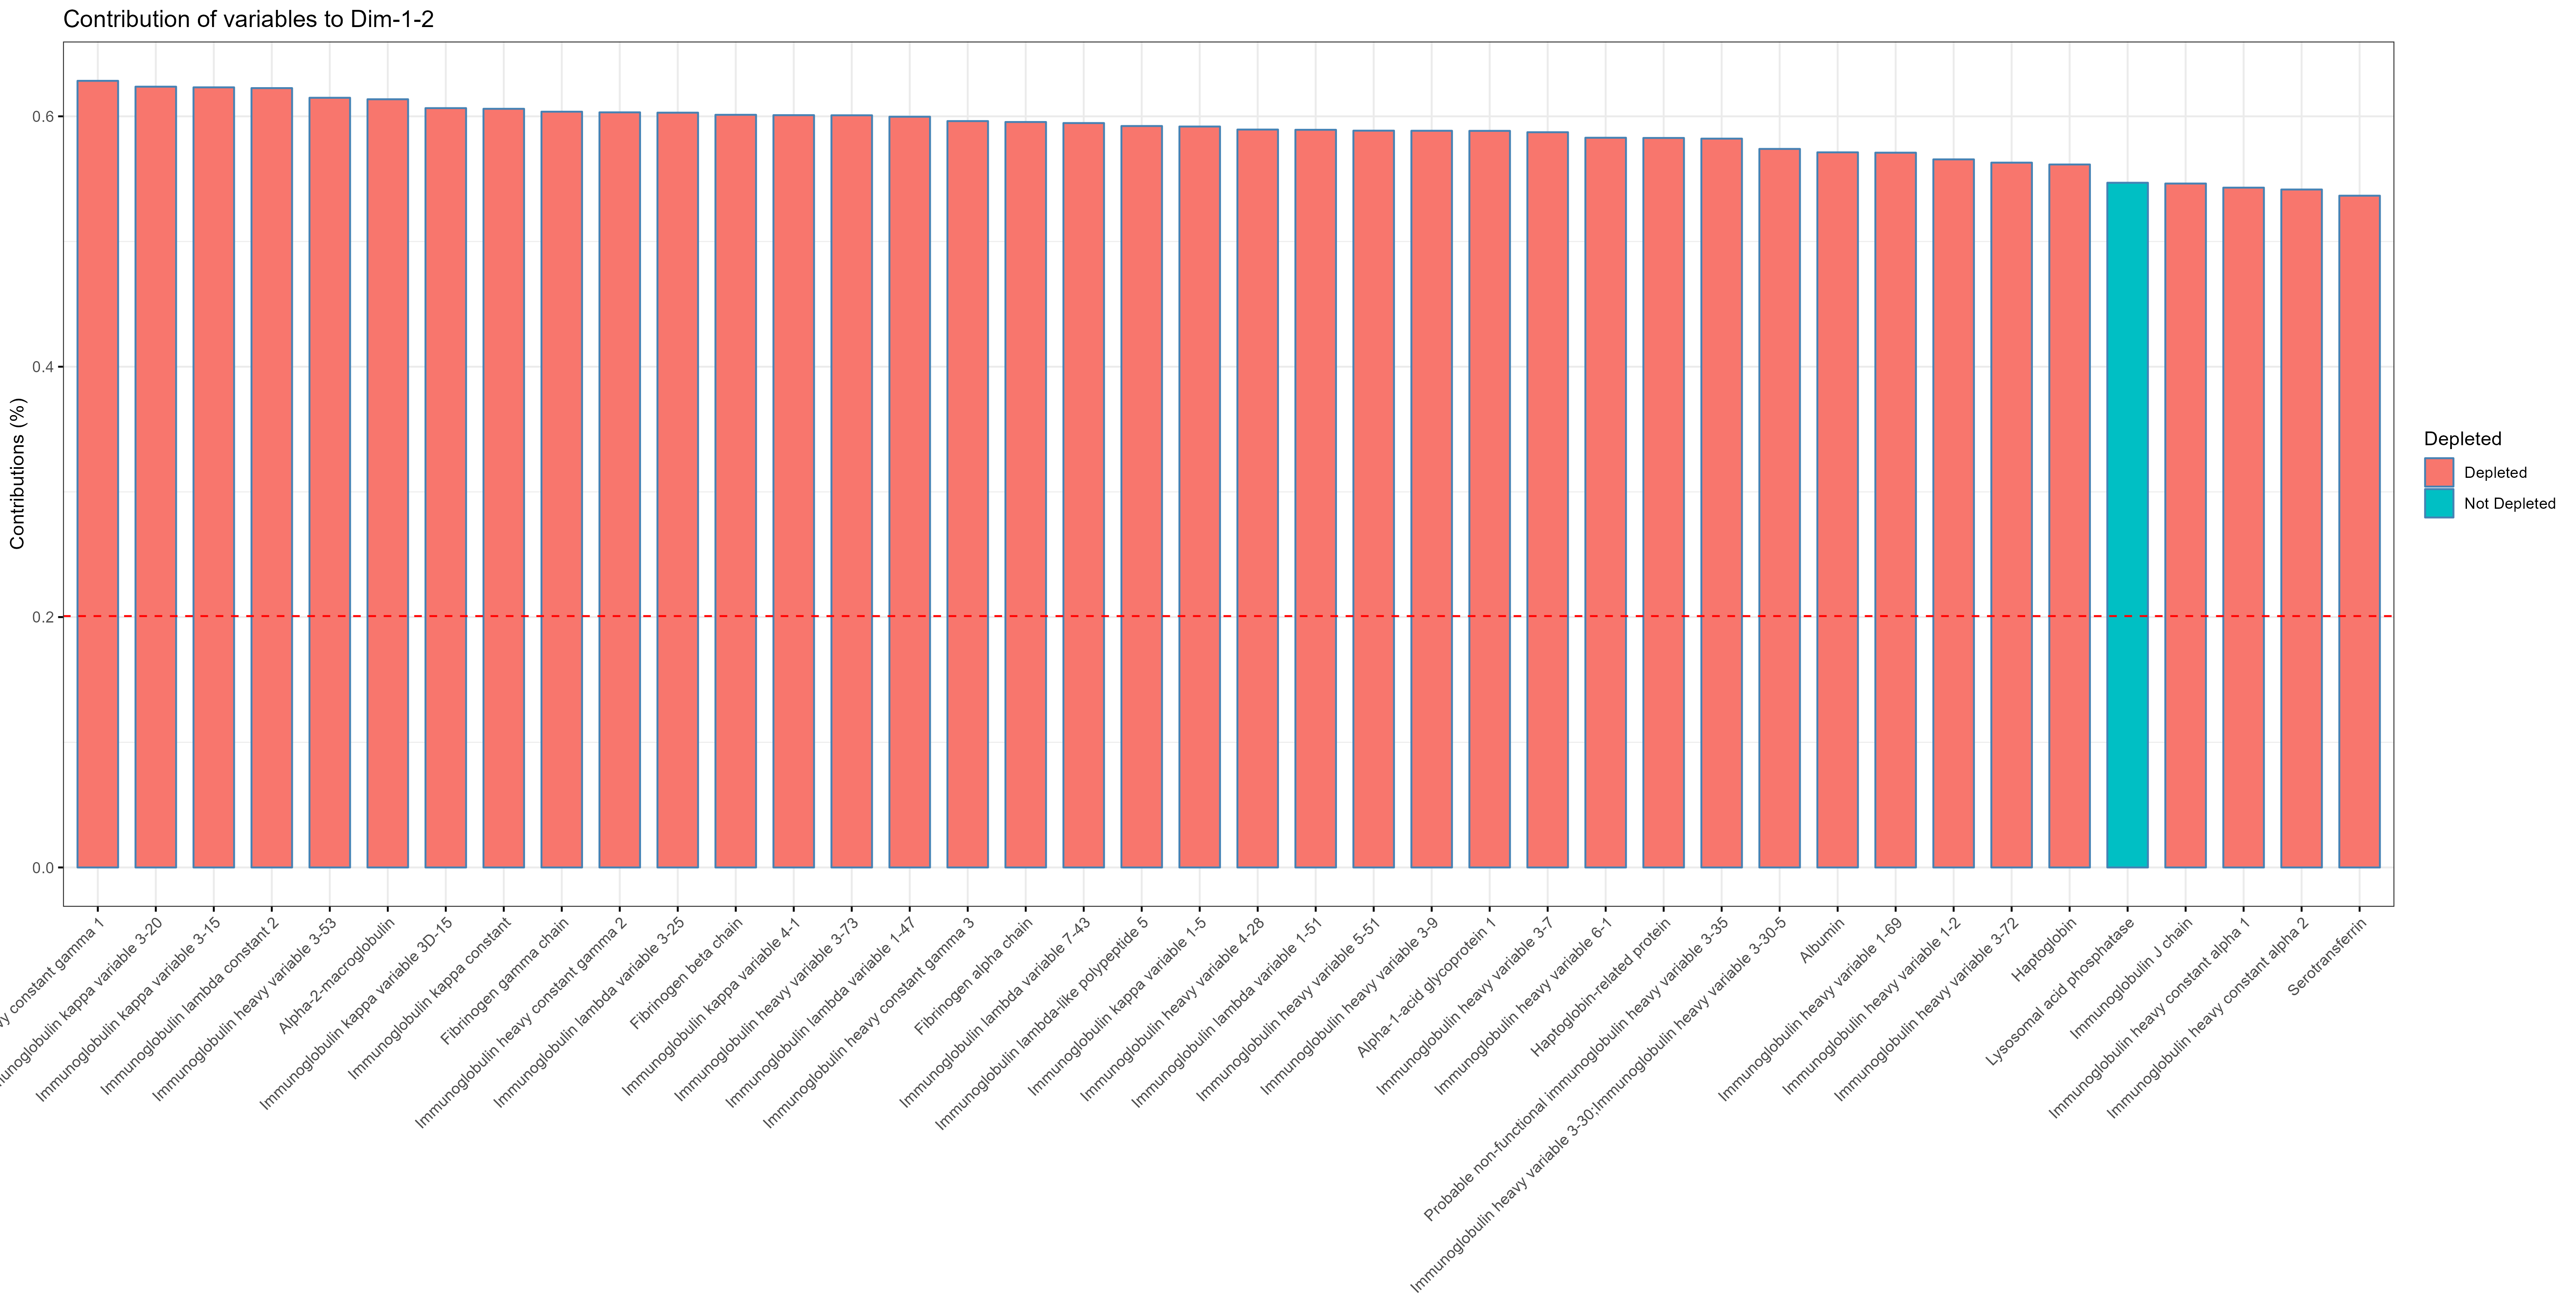 Contribution of variables to Dim-1-2
Contributions (%)
0.6
0.4
0.2
0.0
constant gamma 1
kappa variable 3-20
Immunoglobulin kappa variable 3-15
Immunoglobulin lambda constant 2
Immunoglobulin heavy variable 3-53
Alpha-2-macroglobulin
Immunoglobulin kappa variable 3D-15
Immunoglobulin kappa constant
Fibrinogen gamma chain
Immunoglobulin heavy constant gamma 2
Immunoglobulin lambda variable 3-25
Fibrinogen beta chain
Immunoglobulin kappa variable 4-1
Immunoglobulin heavy variable 3-73
Immunoglobulin lambda variable 1-47
Immunoglobulin heavy constant gamma 3
Fibrinogen alpha chain
Immunoglobulin lambda variable 7-43
Immunoglobulin lambda-like polypeptide 5
Immunoglobulin kappa variable 1-5
Immunoglobulin heavy variable 4-28
Immunoglobulin lambda variable 1-51
Immunoglobulin heavy variable 5-51
Immunoglobulin heavy variable 3-9
Alpha-1-acid glycoprotein 1
Immunoglobulin heavy variable 3-7
Immunoglobulin heavy variable 6-1
Haptoglobin-related protein
Probable non-functional immunoglobulin heavy variable 3-35
Immunoglobulin heavy variable 3-30;Immunoglobulin heavy variable 3-30-5
Albumin
Immunoglobulin heavy variable 1-69
Immunoglobulin heavy variable 1-2
Immunoglobulin heavy variable 3-72
Haptoglobin
Lysosomal acid phosphatase
Immunoglobulin J chain
Immunoglobulin heavy constant alpha 1
Immunoglobulin heavy constant alpha 2
Serotransferrin
Depleted
Depleted
Not Depleted